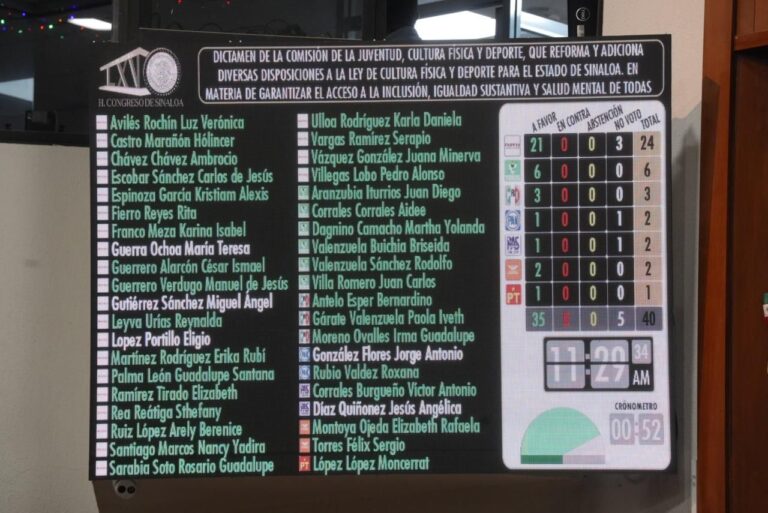 LXV
H. CONGRESO DE SINALOA
DICTAMEN DE LA COMISIÓN DE LA JUVENTUD, CULTURA FÍSICA Y DEPORTE, QUE REFORMA Y ADICIONA
DIVERSAS DISPOSICIONES A LA LEY DE CULTURA FÍSICA Y DEPORTE PARA EL ESTADO DE SINALOA. EN
MATERIA DE GARANTIZAR EL ACCESO A LA INCLUSIÓN, IGUALDAD SUSTANTIVA Y SALUD MENTAL DE TODAS
Avilés Rochín Luz Verónica
Castro Marañón Hólincer
Chávez Chávez Ambrocio
Escobar Sánchez Carlos de Jesús
Espinoza García Kristiam Alexis
Fierro Reyes Rita
Franco Meza Karina Isabel
Guerra Ochoa María Teresa
Guerrero Alarcón César Ismael
Guerrero Verdugo Manuel de Jesús
Gutiérrez Sánchez Miguel Ángel
Leyva Urías Reynalda
Lopez Portillo Eligio
Martínez Rodríguez Erika Rubí
Palma León Guadalupe Santana
Ramírez Tirado Elizabeth
Rea Reátiga Sthefany
Ruiz López Arely Berenice
Santiago Marcos Nancy Yadira
Sarabia Soto Rosario Guadalupe
Ulloa Rodríguez Karla Daniela
Vargas Ramírez Serapio
Vázquez González Juana Minerva
Villegas Lobo Pedro Alonso
Aranzubia Iturrios Juan Diego
Corrales Corrales Aidee
Dagnino Camacho Martha Yolanda
Valenzuela Buichia Briseida
Valenzuela Sánchez Rodolfo
Villa Romero Juan Carlos
Antelo Esper Bernardino
Gárate Valenzuela Paola Iveth
Moreno Ovalles Irma Guadalupe
González Flores Jorge Antonio
Rubio Valdez Roxana
Corrales Burgueño Víctor Antonio
Díaz Quiñonez Jesús Angélica
Montoya Ojeda Elizabeth Rafaela
Torres Félix Sergio
PT López López Moncerrat
A FAVOR EN CONTRA ABSTENCIÓN NO VOTO TOTAL
21 0 0 3 24
6 0 0 0 6
PRI 3 0 0 0 3
PAN 1 0 0 1 2
PAS 1 0 0 1 2
2 0 0 0 2
PT 1 0 0 0 1
35 0 0 5 40
11:29 34
AM
CRÓNOMETRO
00:52